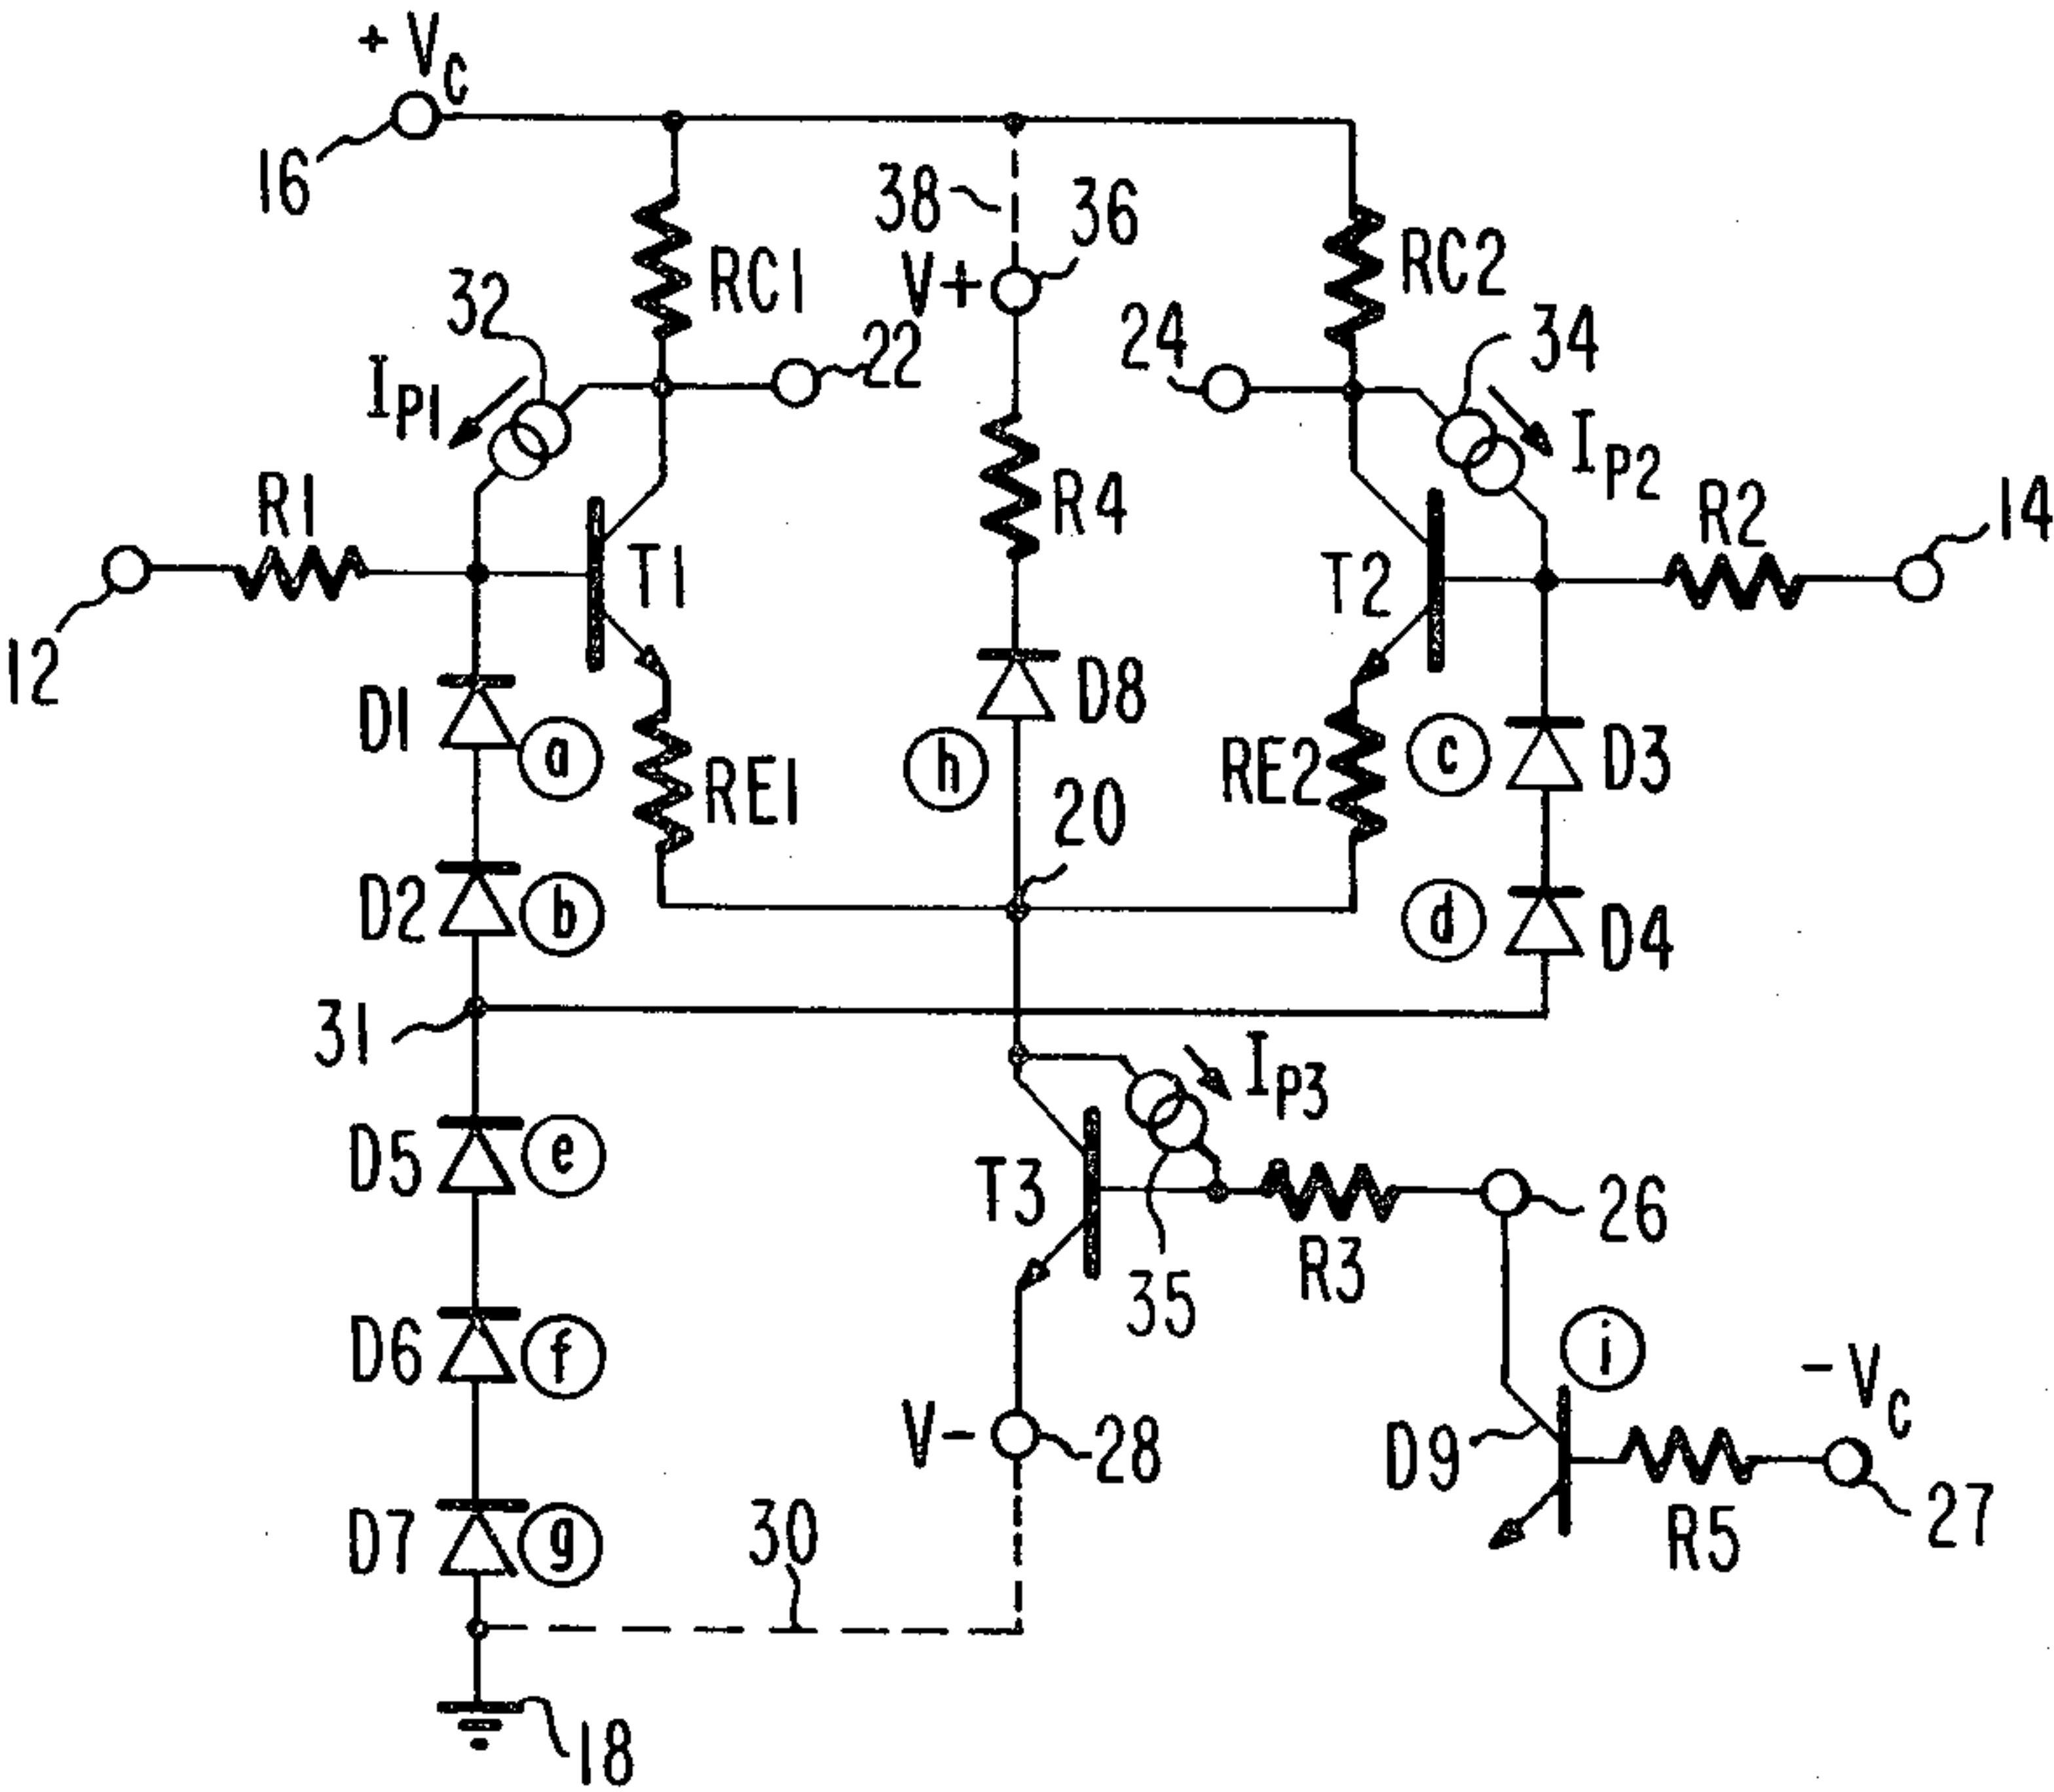 + VC
16
38
36
V+
RC1
RC2
32
22
24
34
IP1
IP2
R1
R4
R2
14
T1
T2
12
D1
a
D8
h
RE1
RE2
c
D3
20
D2
b
d
D4
31
IP3
D5
e
T3
26
35
R3
D6
f
i
- VC
V-
28
D9
27
R5
D7
g
30
18